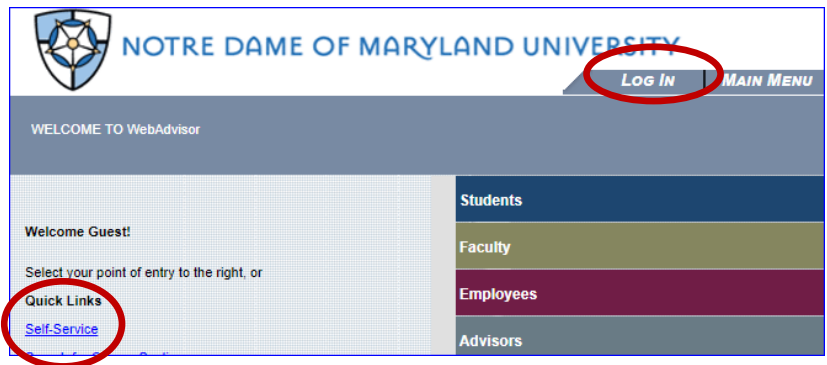 NOTRE DAME OF MARYLAND UNIVERSITY
LOG IN MAIN MENU
WELCOME TO WebAdvisor
Welcome Guest!
Select your point of entry to the right, or
Quick Links
Self-Service
Students
Faculty
Employees
Advisors